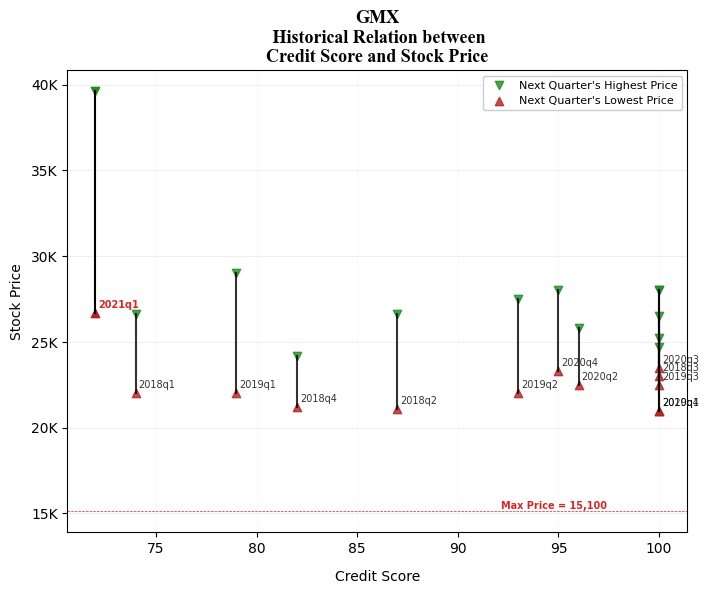 GMX
Historical Relation between
Credit Score and Stock Price
Next Quarter's Highest Price
Next Quarter's Lowest Price
Stock Price
40K
35K
30K
25K
20K
15K
2021q1
2018q1
2019q1
2018q4
2018q2
2019q2
2020q4
2020q2
2020q3
2018q3
2019q3
Max Price = 15,100
75
80
85
90
95
100
Credit Score